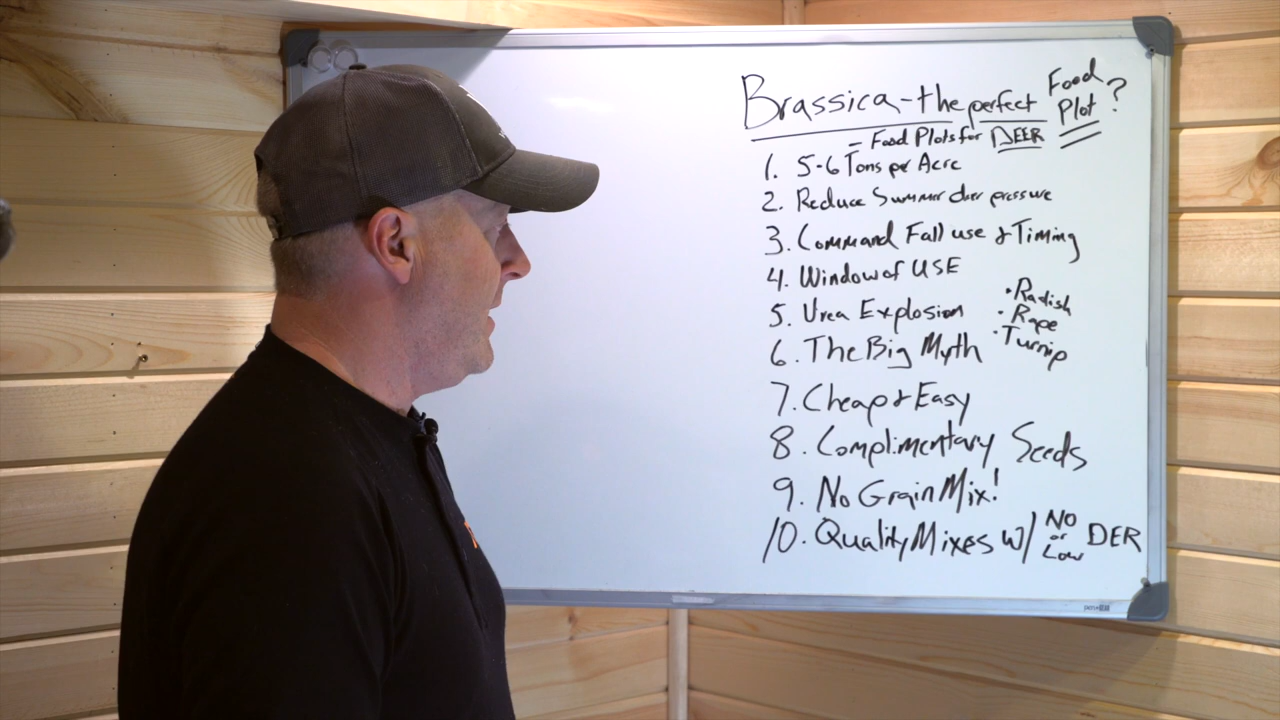 Brassica - the perfect Food Plot?
- Food Plots for DEER
1. 5-6 Tons per Acre
2. Reduce Summer deer pressure
3. Command Fall use & Timing
4. Window of USE
5. Urea Explosion
• Radish
• Rape
• Turnip
6. The Big Myth
7. Cheap & Easy
8. Complimentary Seeds
9. No Grain Mix!
10. Quality Mixes w/ NO or Low DER